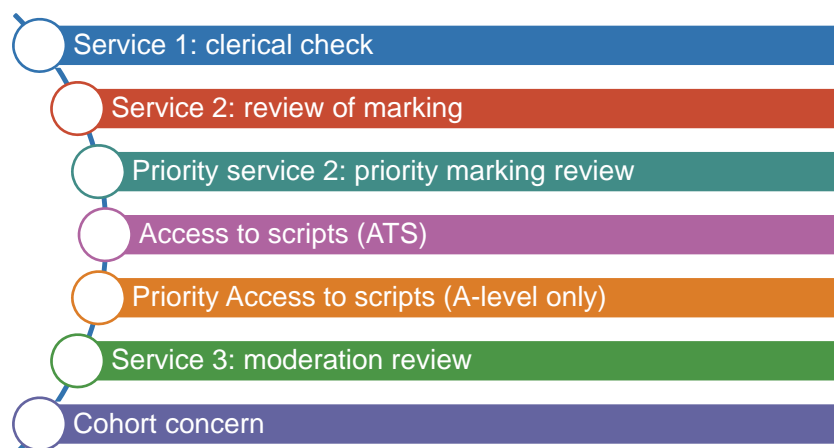 Service 1: clerical check
Service 2: review of marking
Priority service 2: priority marking review
Access to scripts (ATS)
Priority Access to scripts (A-level only)
Service 3: moderation review
Cohort concern